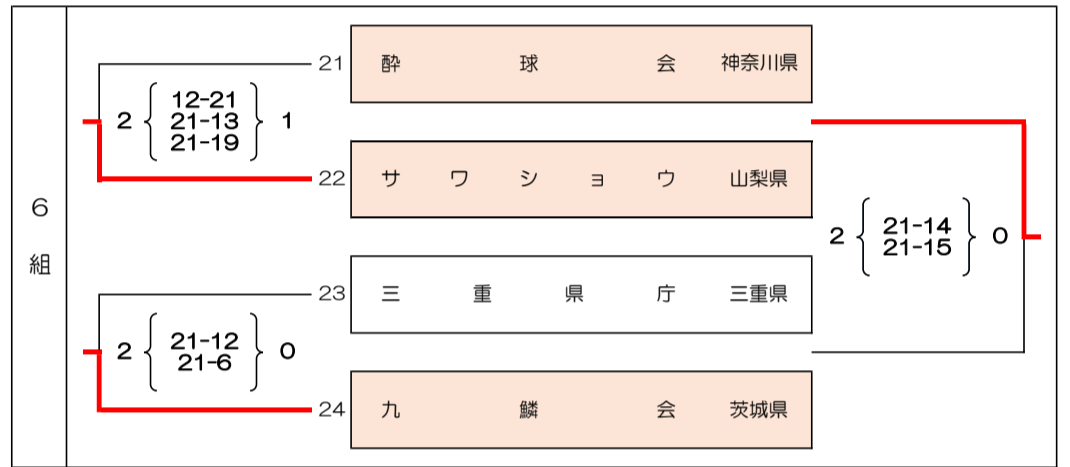 6
組
21 酔球会 神奈川県
2 { 12-21 } 1
21-13
21-19
22 サワショウ 山梨県
2 { 21-14 } 0
21-15
23 三重県庁 三重県
2 { 21-12 } 0
21-6
24 九鱗会 茨城県